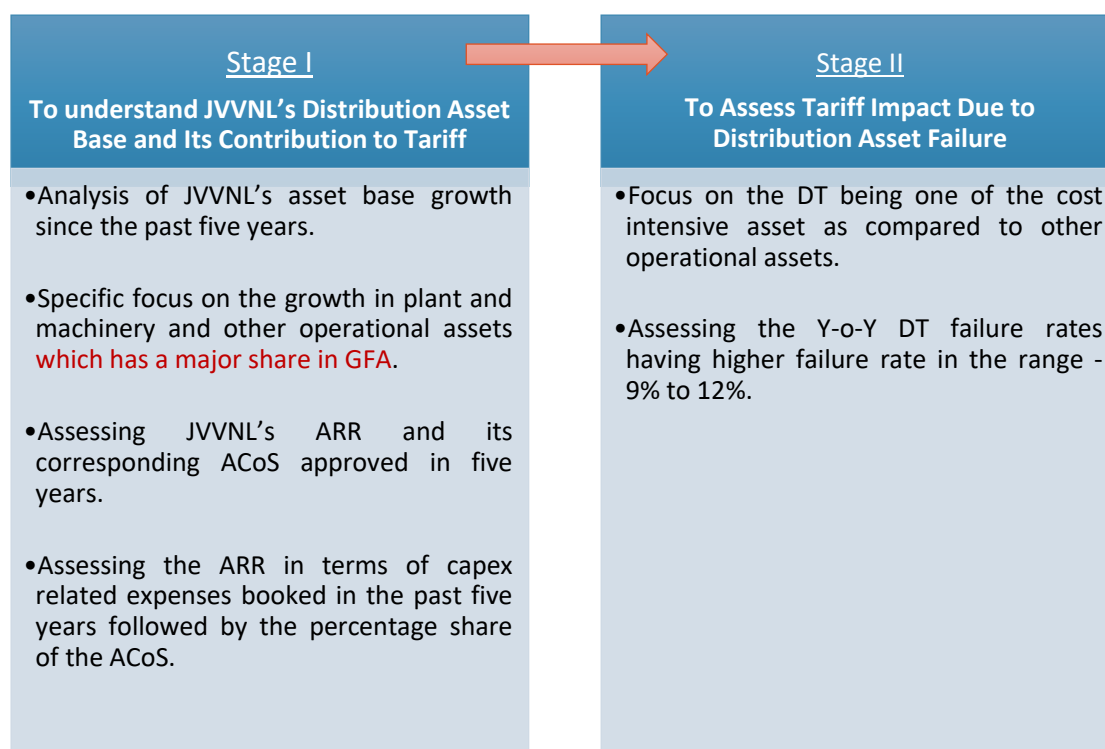 Stage I
To understand JVVNL's Distribution Asset
Base and Its Contribution to Tariff
•Analysis of JVVNL's asset base growth
since the past five years.
•Specific focus on the growth in plant and
machinery and other operational assets
which has a major share in GFA.
•Assessing JVVNL's ARR and its
corresponding ACoS approved in five
years.
•Assessing the ARR in terms of capex
related expenses booked in the past five
years followed by the percentage share
of the ACoS.
Stage II
To Assess Tariff Impact Due to
Distribution Asset Failure
•Focus on the DT being one of the cost
intensive asset as compared to other
operational assets.
•Assessing the Y-o-Y DT failure rates
having higher failure rate in the range -
9% to 12%.